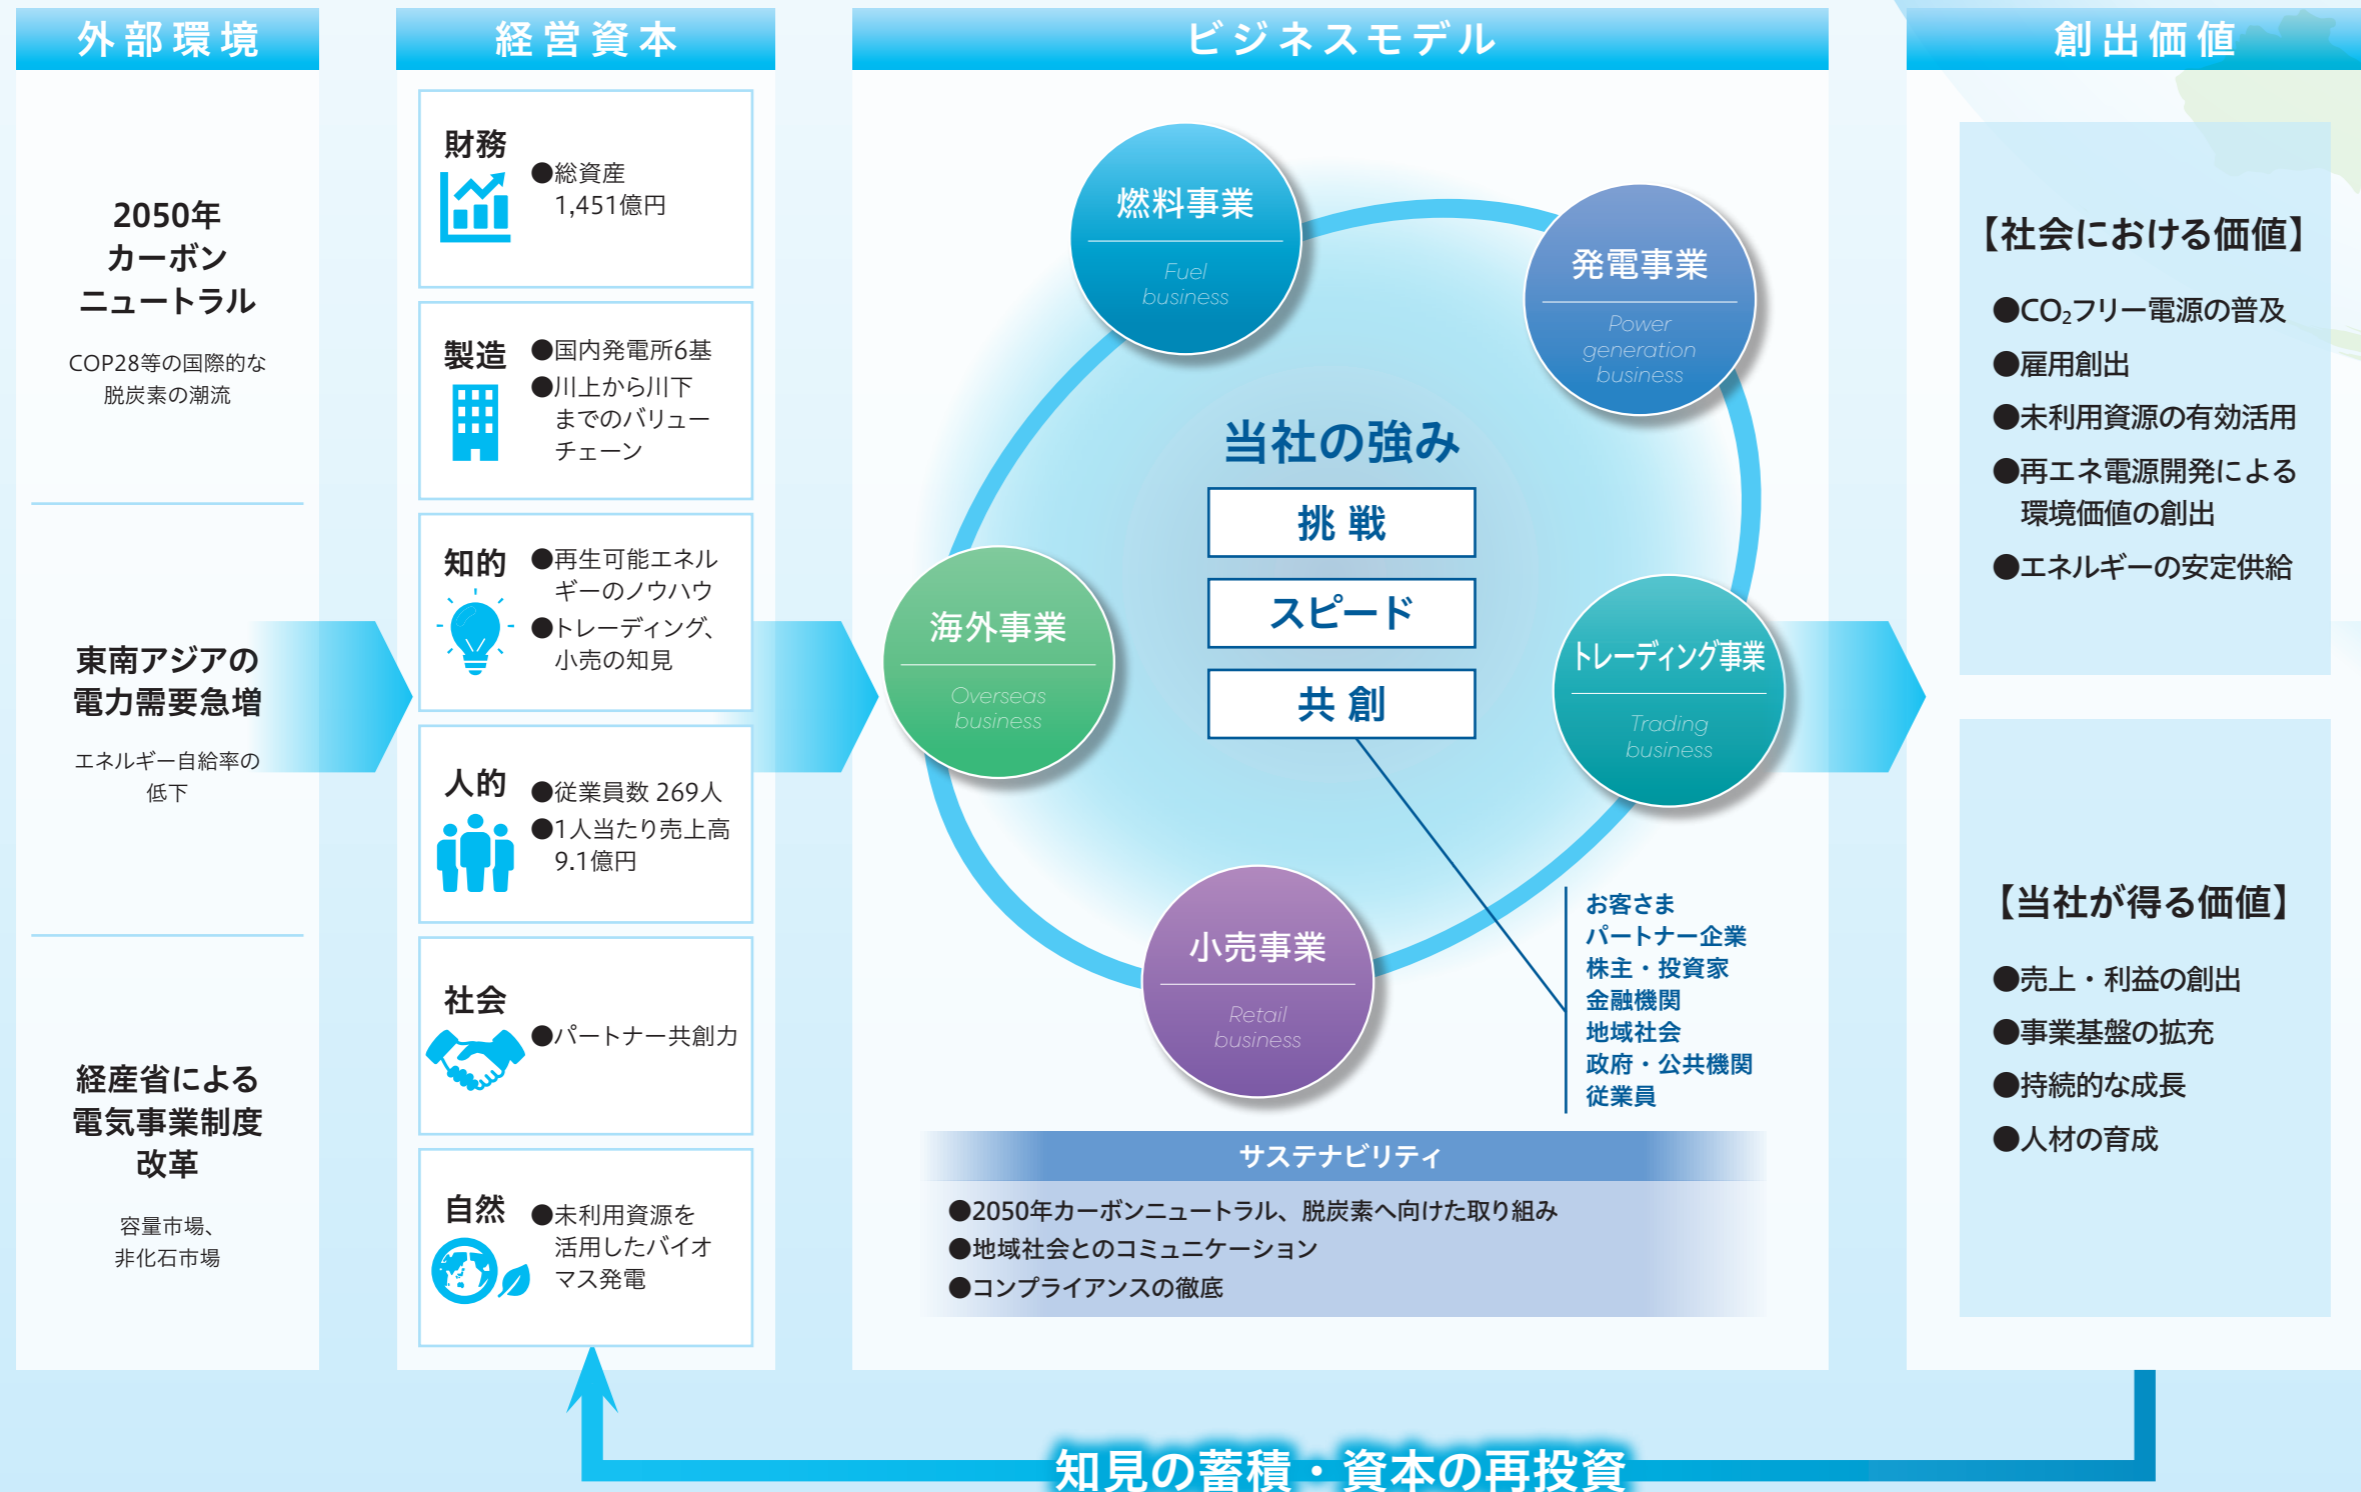 外部環境
2050年
カーボン
ニュートラル
COP28等の国際的な
脱炭素の潮流
東南アジアの
電力需要急増
エネルギー自給率の
低下
経産省による
電気事業制度
改革
容量市場、
非化石市場
経営資本
財務
●総資産
1,451億円
製造
●国内発電所6基
●川上から川下
までのバリュー
チェーン
知的
●再生可能エネル
ギーのノウハウ
●トレーディング、
小売の知見
人的
●従業員数 269人
●1人当たり売上高
9.1億円
社会
●パートナー共創力
自然
●未利用資源を
活用したバイオ
マス発電
ビジネスモデル
燃料事業
Fuel
business
発電事業
Power
generation
business
海外事業
Overseas
business
トレーディング事業
Trading
business
小売事業
Retail
business
当社の強み
挑戦
スピード
共創
お客さま
パートナー企業
株主・投資家
金融機関
地域社会
政府・公共機関
従業員
サステナビリティ
●2050年カーボンニュートラル、脱炭素へ向けた取り組み
●地域社会とのコミュニケーション
●コンプライアンスの徹底
創出価値
【社会における価値】
●CO₂フリー電源の普及
●雇用創出
●未利用資源の有効活用
●再エネ電源開発による
環境価値の創出
●エネルギーの安定供給
【当社が得る価値】
●売上・利益の創出
●事業基盤の拡充
●持続的な成長
●人材の育成
知見の蓄積・資本の再投資